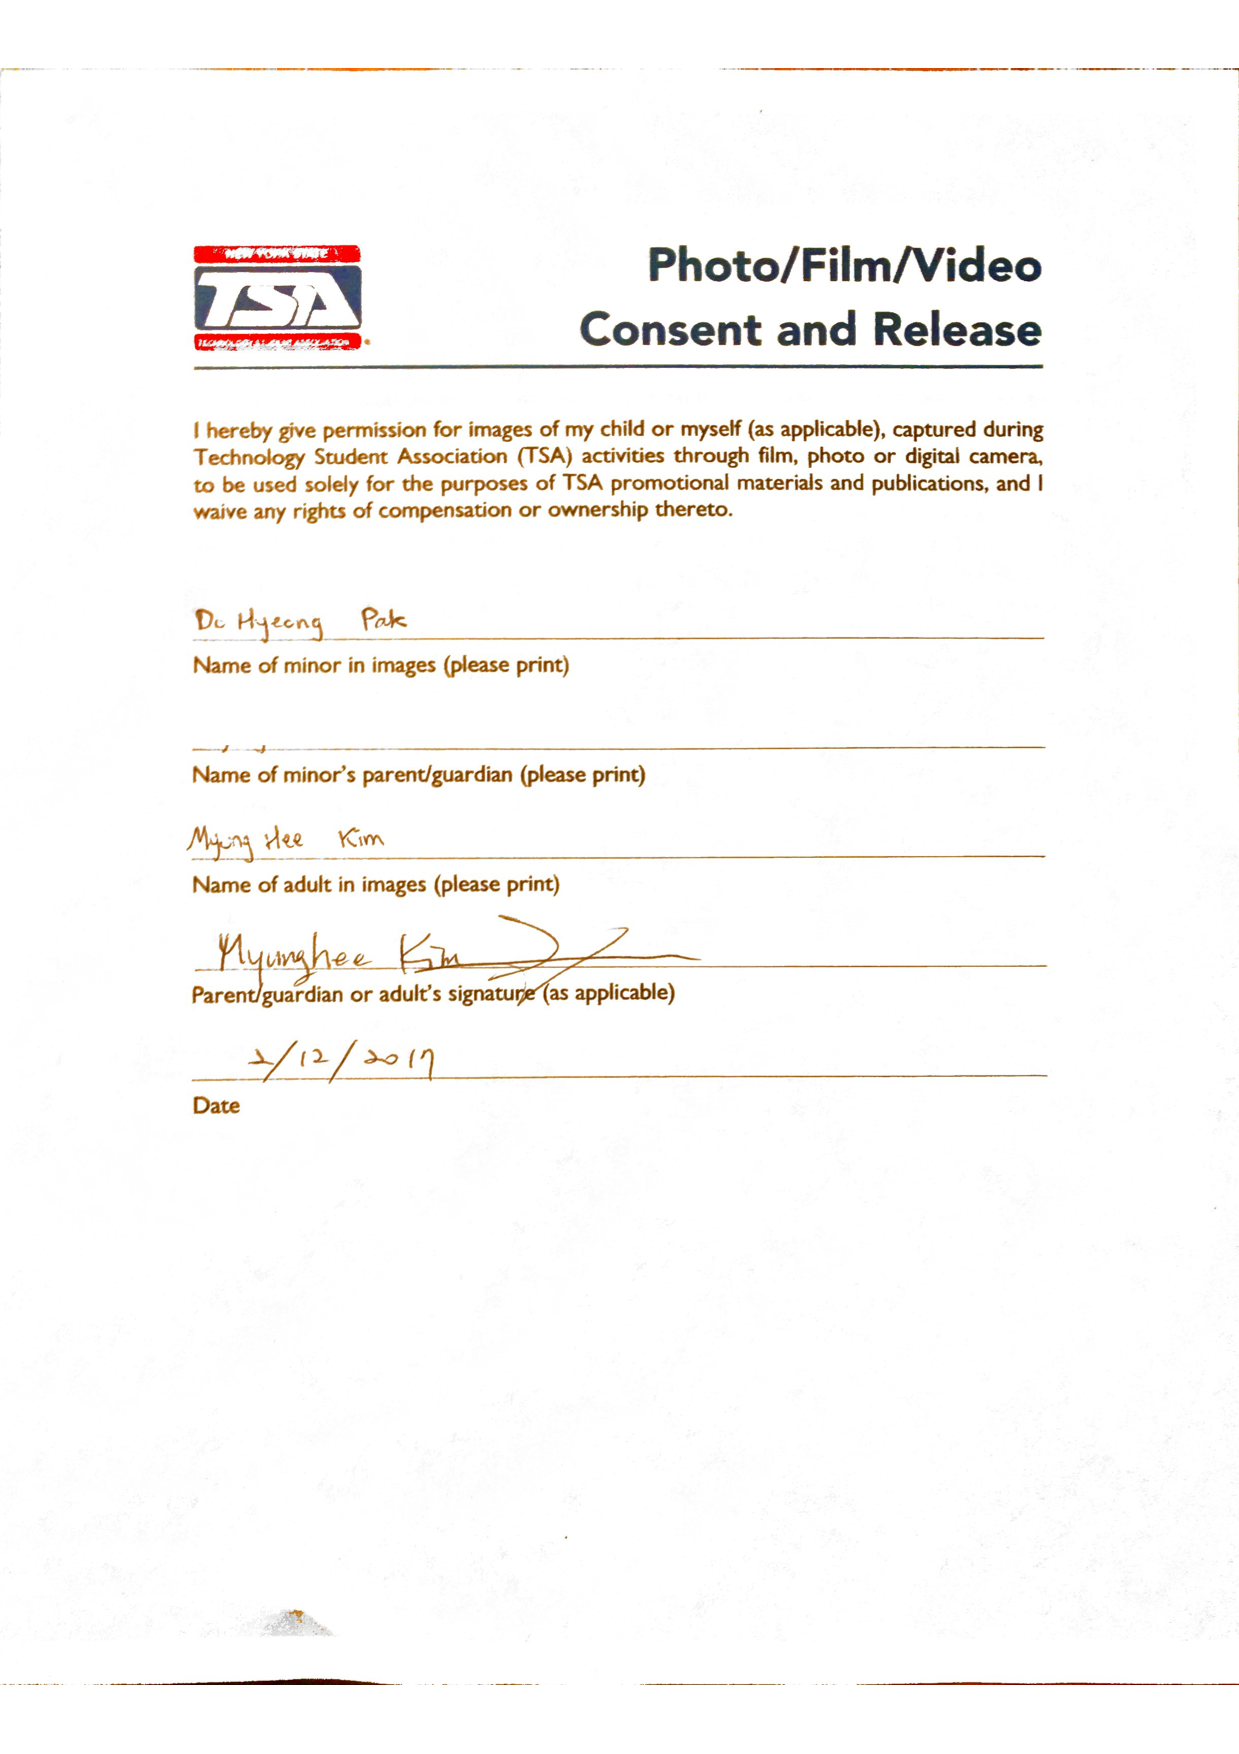 NEW YORK STATE
TSA
TECHNOLOGY STUDENT ASSOCIATION
Photo/Film/Video
Consent and Release
I hereby give permission for images of my child or myself (as applicable), captured during
Technology Student Association (TSA) activities through film, photo or digital camera,
to be used solely for the purposes of TSA promotional materials and publications, and I
waive any rights of compensation or ownership thereto.
Do Hyeong Pak
Name of minor in images (please print)
Name of minor's parent/guardian (please print)
Myung Hee Kim
Name of adult in images (please print)
Myunghee Kim
Parent/guardian or adult's signature (as applicable)
2/12/2017
Date